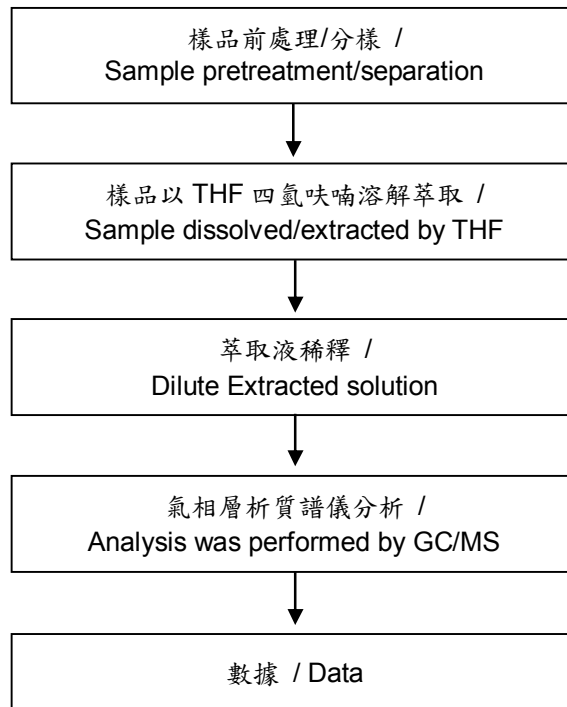 樣品前處理/分樣 /
Sample pretreatment/separation
樣品以 THF 四氫呋喃溶解萃取 /
Sample dissolved/extracted by THF
萃取液稀釋 /
Dilute Extracted solution
氣相層析質譜儀分析 /
Analysis was performed by GC/MS
數據 / Data